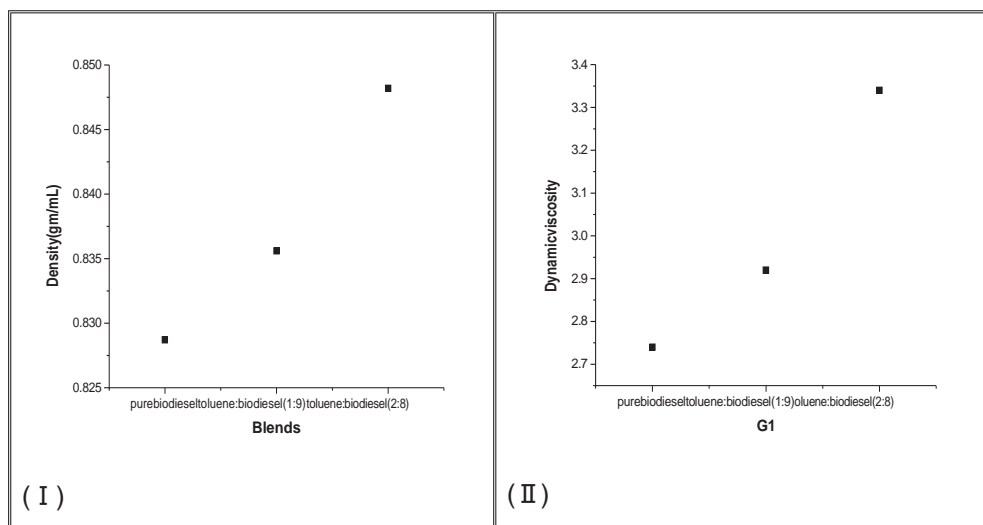 0.850
0.845
0.840
0.835
0.830
0.825
Density(gm/mL)
purebiodieseltoluene:biodiesel(1:9)toluene:biodiesel(2:8)
Blends
(Ⅰ)
3.4
3.3
3.2
3.1
3.0
2.9
2.8
2.7
Dynamicviscosity
purebiodieseltoluene:biodiesel(1:9)oluene:biodiesel(2:8)
G1
(Ⅱ)